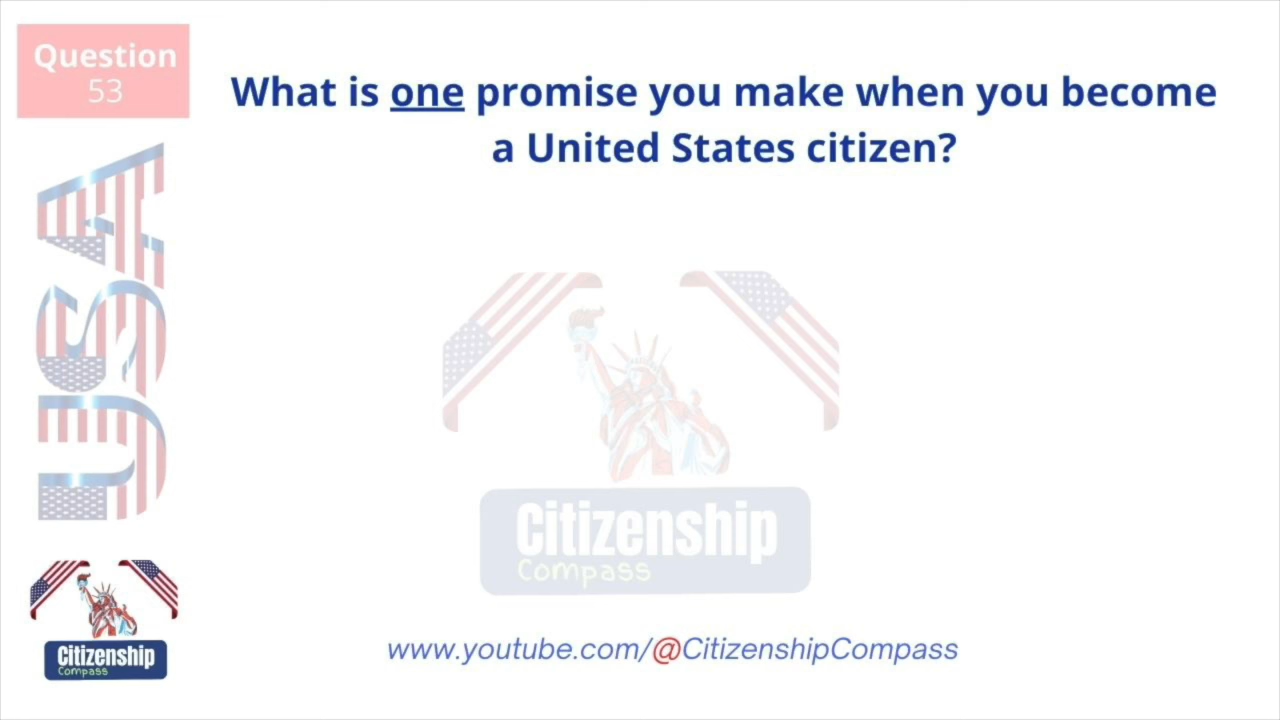 Question
53
What is one promise you make when you become
a United States citizen?
USA
Citizenship
Compass
Citizenship
Compass
www.youtube.com/@CitizenshipCompass